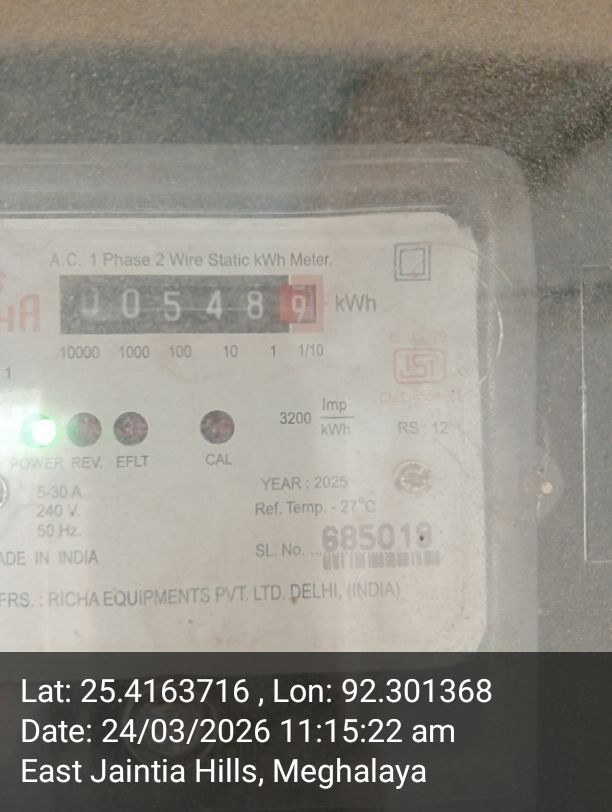 A.C. 1 Phase 2 Wire Static kWh Meter.
0 0 5 4 8 9 kWh
10000 1000 100 10 1 1/10
1
3200 Imp
kWh
RS : 12
POWER REV. EFLT CAL
5-30 A
240 V.
50 Hz.
YEAR : 2025
Ref. Temp. - 27°C
SL. No. ... 685019
ADE IN INDIA
FRS. : RICHA EQUIPMENTS PVT. LTD. DELHI, (INDIA)
Lat: 25.4163716 , Lon: 92.301368
Date: 24/03/2026 11:15:22 am
East Jaintia Hills, Meghalaya